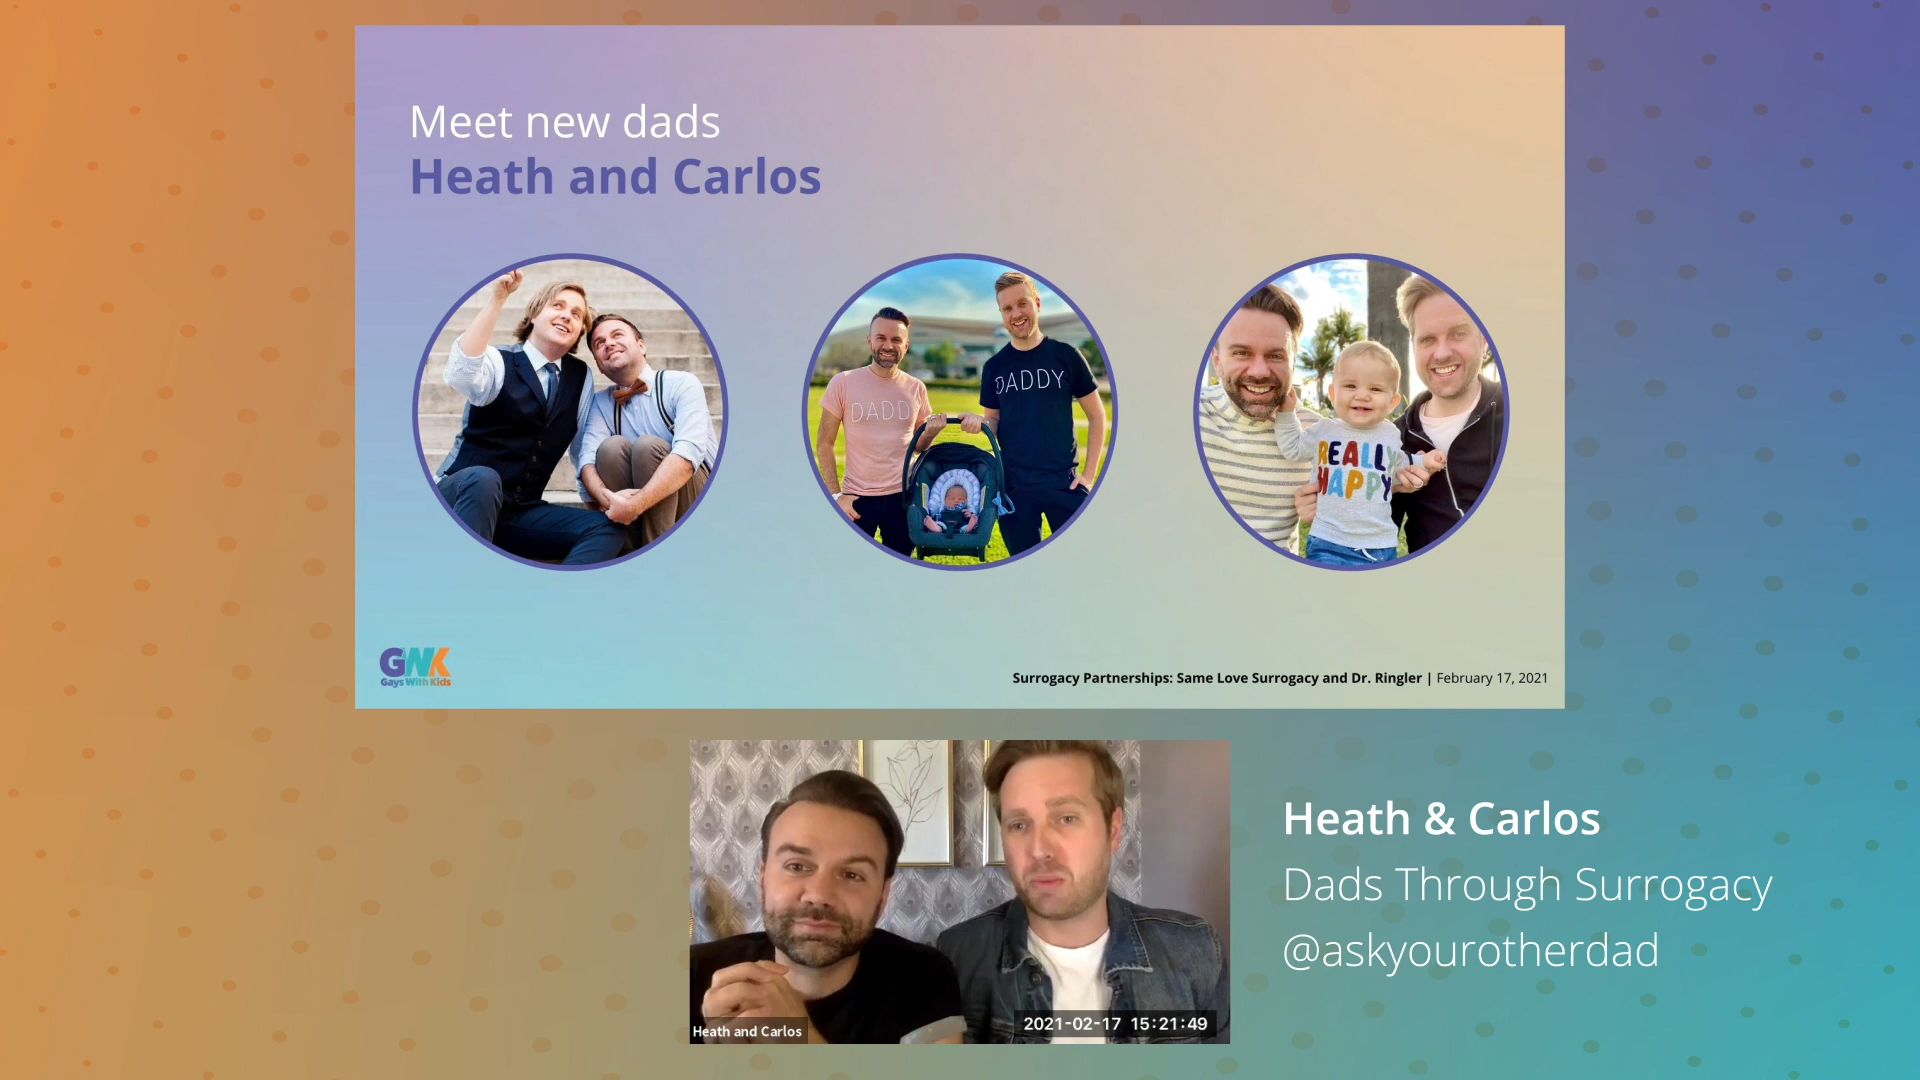 Meet new dads
Heath and Carlos
DADD
DADDY
REALLY
HAPPY
GWK
Gays With Kids
Surrogacy Partnerships: Same Love Surrogacy and Dr. Ringler | February 17, 2021
Heath & Carlos
Dads Through Surrogacy
@askyourotherdad
Heath and Carlos
2021-02-17 15:21:49